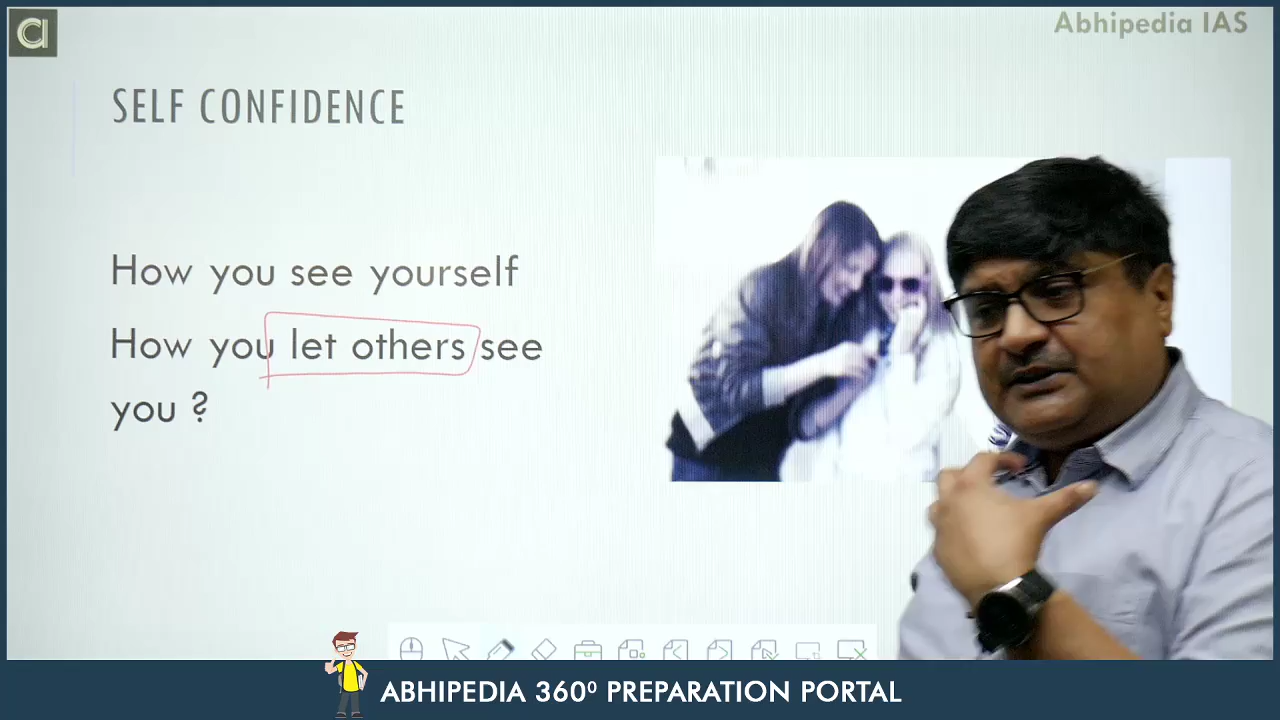 Abhipedia IAS
SELF CONFIDENCE
How you see yourself
How you let others see
you ?
ABHIPEDIA 360⁰ PREPARATION PORTAL